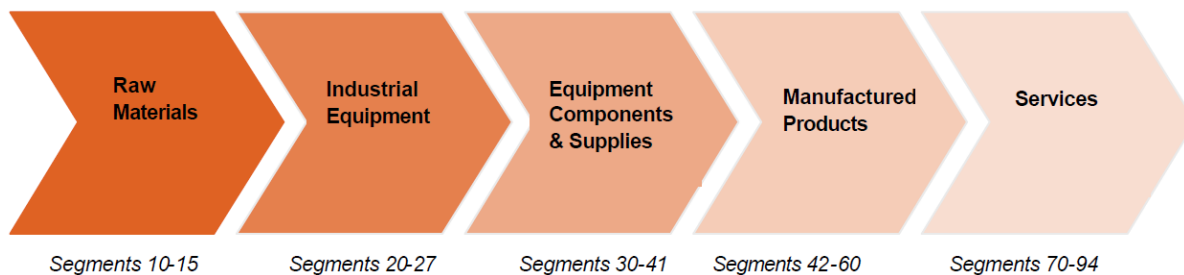 Raw
Materials
Industrial
Equipment
Equipment
Components
& Supplies
Manufactured
Products
Services
Segments 10-15
Segments 20-27
Segments 30-41
Segments 42-60
Segments 70-94